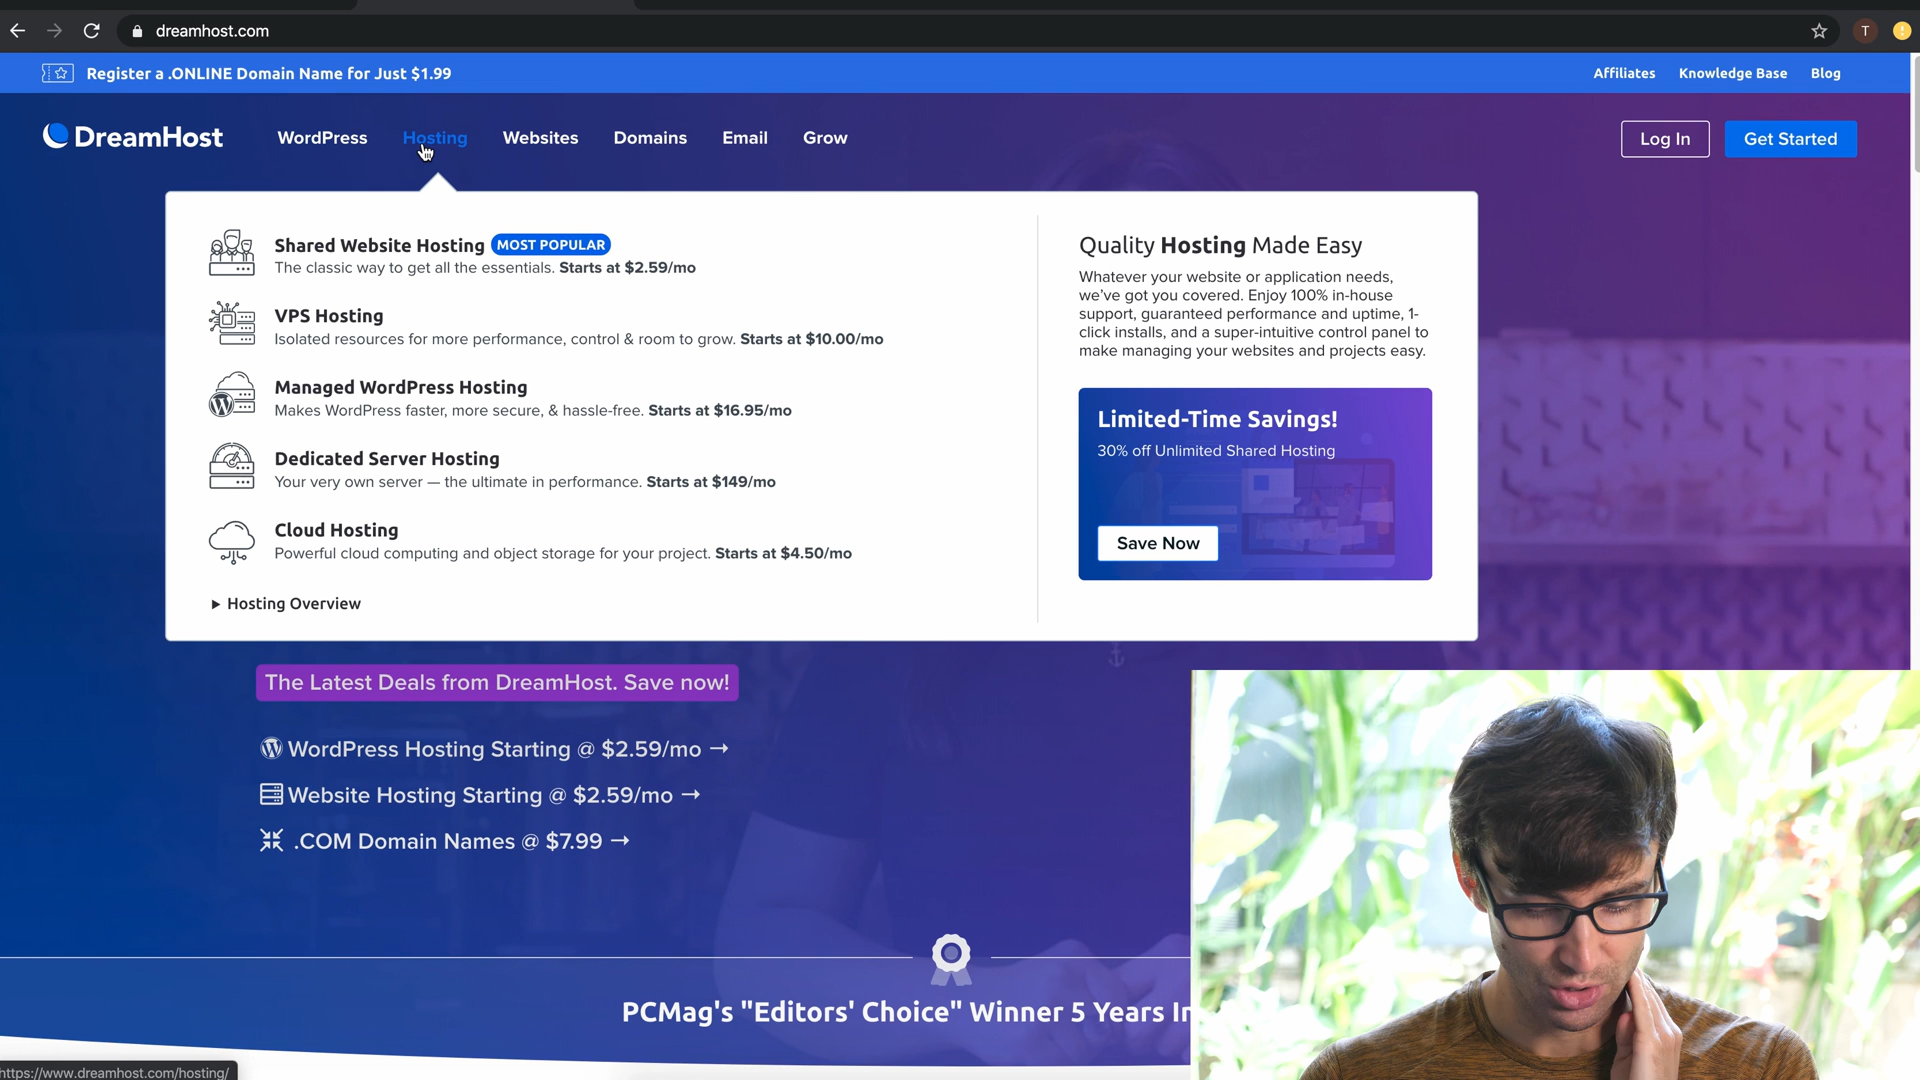 dreamhost.com
T
Register a .ONLINE Domain Name for Just $1.99
Affiliates
Knowledge Base
Blog
DreamHost
WordPress
Hosting
Websites
Domains
Email
Grow
Log In
Get Started
Shared Website Hosting MOST POPULAR
The classic way to get all the essentials. Starts at $2.59/mo
VPS Hosting
Isolated resources for more performance, control & room to grow. Starts at $10.00/mo
Managed WordPress Hosting
Makes WordPress faster, more secure, & hassle-free. Starts at $16.95/mo
Dedicated Server Hosting
Your very own server — the ultimate in performance. Starts at $149/mo
Cloud Hosting
Powerful cloud computing and object storage for your project. Starts at $4.50/mo
Hosting Overview
Quality Hosting Made Easy
Whatever your website or application needs,
we've got you covered. Enjoy 100% in-house
support, guaranteed performance and uptime, 1-
click installs, and a super-intuitive control panel to
make managing your websites and projects easy.
Limited-Time Savings!
30% off Unlimited Shared Hosting
Save Now
The Latest Deals from DreamHost. Save now!
WordPress Hosting Starting @ $2.59/mo →
Website Hosting Starting @ $2.59/mo →
.COM Domain Names @ $7.99 →
PCMag's "Editors' Choice" Winner 5 Years In
https://www.dreamhost.com/hosting/